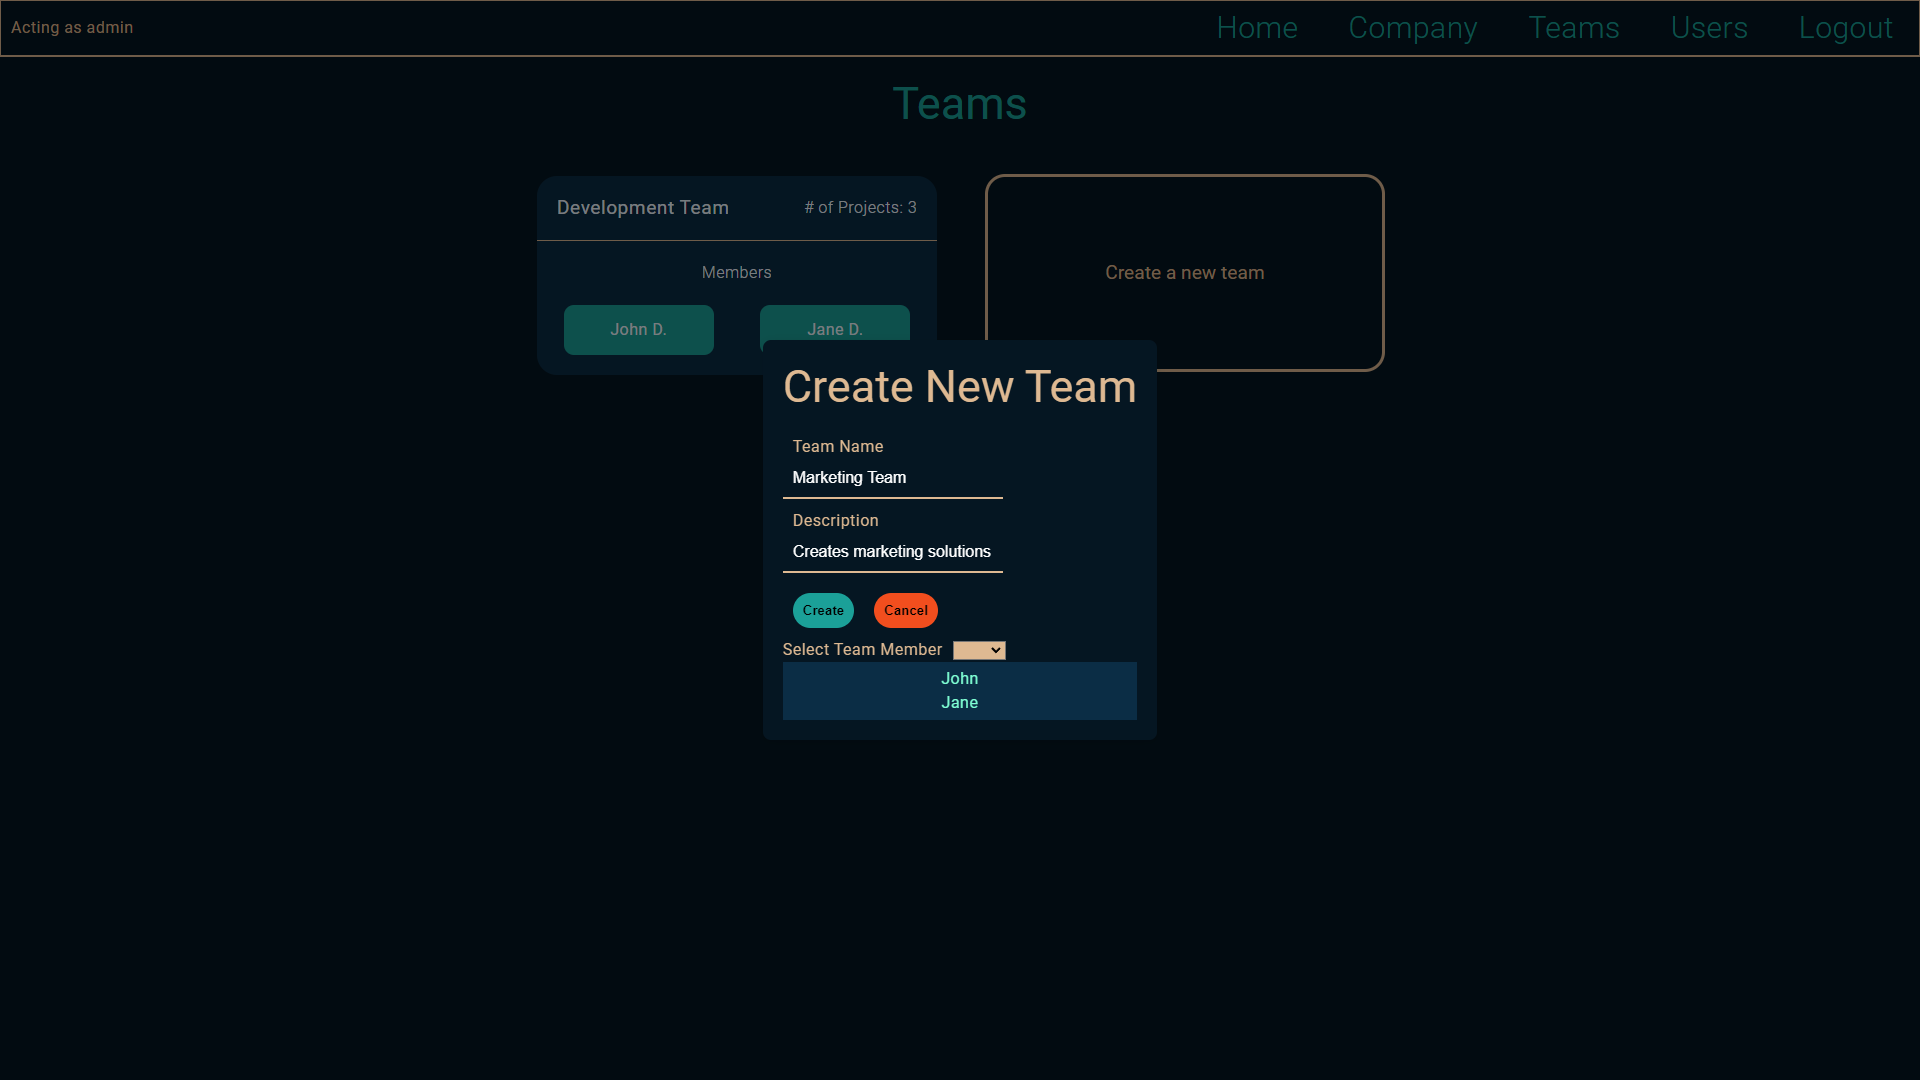 Acting as admin
Home Company Teams Users Logout
Teams
Development Team # of Projects: 3
Members
John D. Jane D.
Create a new team
Create New Team
Team Name
Marketing Team
Description
Creates marketing solutions
Create Cancel
Select Team Member
John
Jane